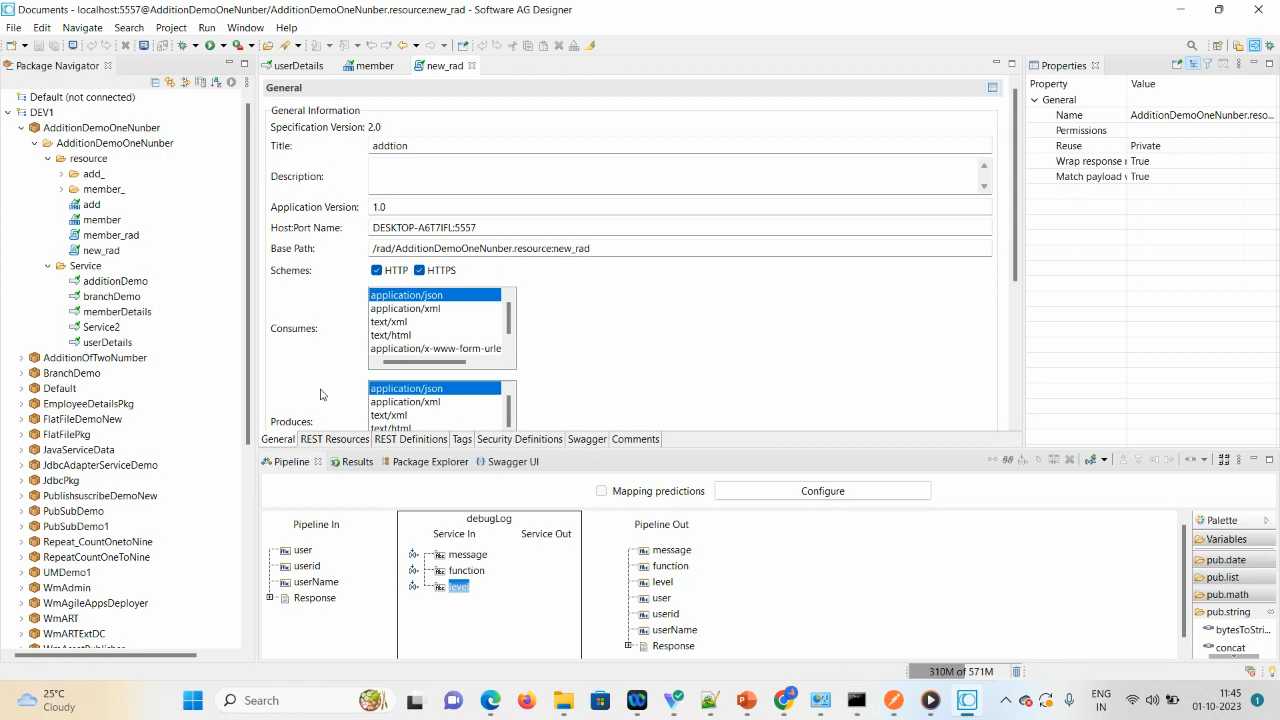 Documents - localhost:5557@AdditionDemoOneNunber/AdditionDemoOneNunber.resource:new_rad - Software AG Designer
File Edit Navigate Search Project Run Window Help
Package Navigator
Default (not connected)
DEV1
AdditionDemoOneNunber
AdditionDemoOneNunber
resource
add_
member_
add
member
member_rad
new_rad
Service
additionDemo
branchDemo
memberDetails
Service2
userDetails
AdditionOfTwoNumber
BranchDemo
Default
EmployeeDetailsPkg
FlatFileDemoNew
FlatFilePkg
JavaServiceData
JdbcAdapterServiceDemo
JdbcPkg
PublishsuscribeDemoNew
PubSubDemo
PubSubDemo1
Repeat_CountOnetoNine
RepeatCountOneToNine
UMDemo1
WmAdmin
WmAgileAppsDeployer
WmART
WmARTExtDC
WmAssetPublisher
userDetails member new_rad
General
General Information
Specification Version: 2.0
Title: addtion
Description:
Application Version: 1.0
Host:Port Name: DESKTOP-A6T7IFL:5557
Base Path: /rad/AdditionDemoOneNunber.resource:new_rad
Schemes: HTTP HTTPS
Consumes:
application/json
application/xml
text/xml
text/html
application/x-www-form-urle
Produces:
application/json
application/xml
text/xml
text/html
General REST Resources REST Definitions Tags Security Definitions Swagger Comments
Properties
Property Value
General
Name AdditionDemoOneNunber.reso...
Permissions
Reuse Private
Wrap response r True
Match payload v True
Pipeline Results Package Explorer Swagger UI
Mapping predictions Configure
Pipeline In
user
userid
userName
Response
debugLog
Service In Service Out
message
function
level
Pipeline Out
message
function
level
user
userid
userName
Response
Palette
Variables
pub.date
pub.list
pub.math
pub.string
bytesToStri...
concat
310M of 571M
25°C
Cloudy
Search
ENG
IN
11:45
01-10-2023